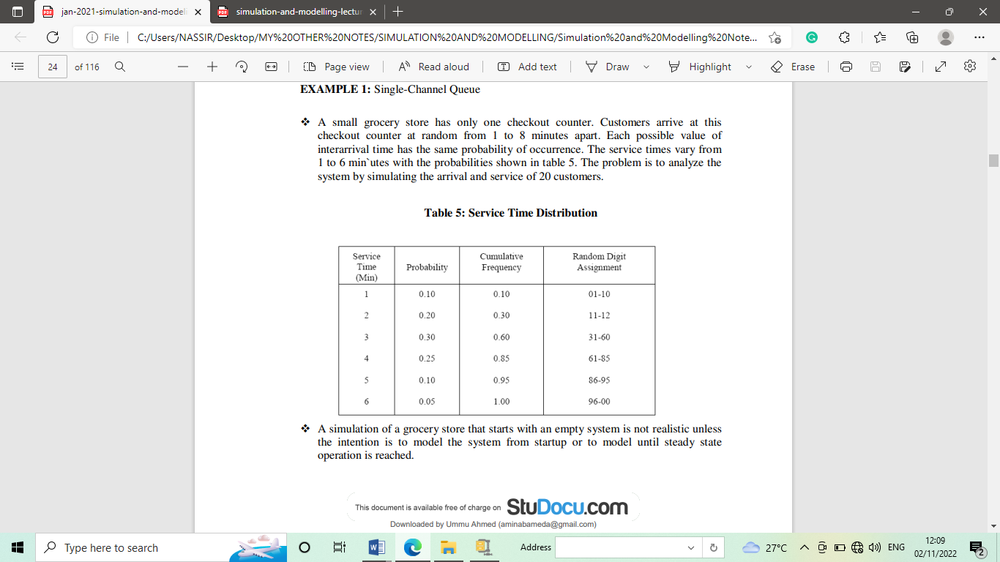 jan-2021-simulation-and-modeli
simulation-and-modelling-lectur
File
C:/Users/NASSIR/Desktop/MY%20OTHER%20NOTES/SIMULATION%20AND%20MODELLING/Simulation%20and%20Modelling%20Note...
24 of 116
Page view
Read aloud
Add text
Draw
Highlight
Erase
EXAMPLE 1: Single-Channel Queue
❖ A small grocery store has only one checkout counter. Customers arrive at this
checkout counter at random from 1 to 8 minutes apart. Each possible value of
interarrival time has the same probability of occurrence. The service times vary from
1 to 6 min`utes with the probabilities shown in table 5. The problem is to analyze the
system by simulating the arrival and service of 20 customers.
Table 5: Service Time Distribution
Service Time (Min) Probability Cumulative Frequency Random Digit Assignment
1 0.10 0.10 01-10
2 0.20 0.30 11-12
3 0.30 0.60 31-60
4 0.25 0.85 61-85
5 0.10 0.95 86-95
6 0.05 1.00 96-00
❖ A simulation of a grocery store that starts with an empty system is not realistic unless
the intention is to model the system from startup or to model until steady state
operation is reached.
This document is available free of charge on StuDocu.com
Downloaded by Ummu Ahmed (aminabameda@gmail.com)
Type here to search
Address
27°C
ENG
12:09
02/11/2022
2